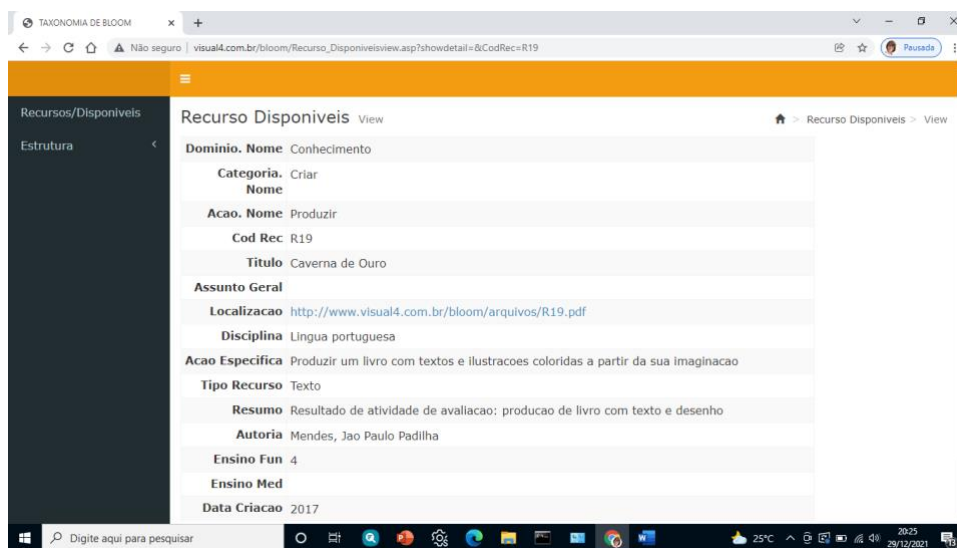 TAXONOMIA DE BLOOM
Não seguro | visual4.com.br/bloom/Recurso_Disponiveisview.asp?showdetail=&CodRec=R19
Pausada
Recursos/Disponiveis
Estrutura
Recurso Disponiveis View
Recurso Disponiveis > View
Dominio. Nome Conhecimento
Categoria. Nome Criar
Acao. Nome Produzir
Cod Rec R19
Titulo Caverna de Ouro
Assunto Geral
Localizacao http://www.visual4.com.br/bloom/arquivos/R19.pdf
Disciplina Lingua portuguesa
Acao Especifica Produzir um livro com textos e ilustracoes coloridas a partir da sua imaginacao
Tipo Recurso Texto
Resumo Resultado de atividade de avaliacao: producao de livro com texto e desenho
Autoria Mendes, Jao Paulo Padilha
Ensino Fun 4
Ensino Med
Data Criacao 2017
Digite aqui para pesquisar
25°C
20:25
29/12/2021